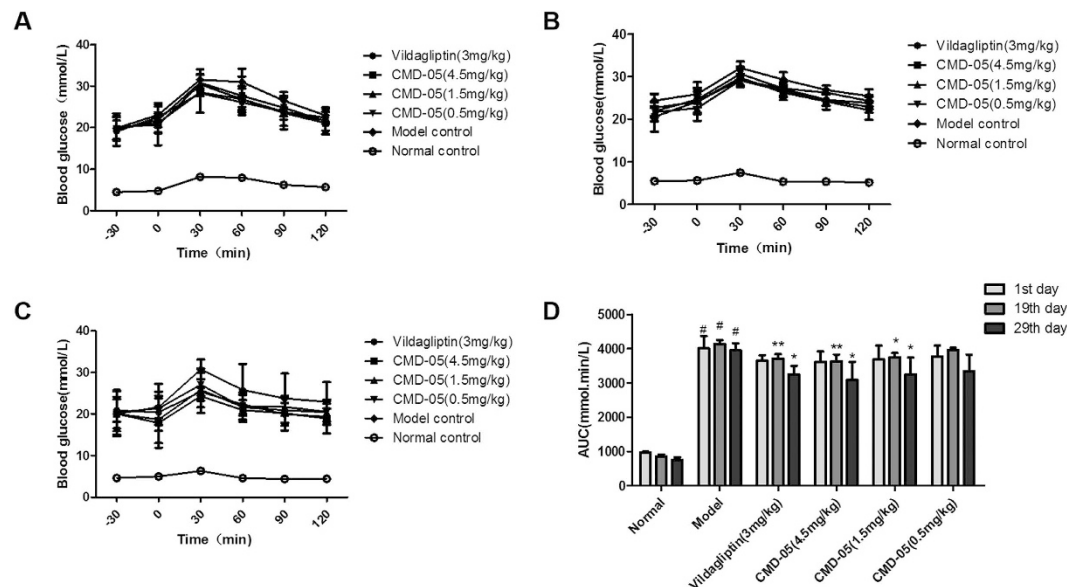 A
Blood glucose (mmol/L)
40
30
20
10
0
-30
0
30
60
90
120
Time (min)
Vildagliptin(3mg/kg)
CMD-05(4.5mg/kg)
CMD-05(1.5mg/kg)
CMD-05(0.5mg/kg)
Model control
Normal control
B
Blood glucose(mmol/L)
40
30
20
10
0
-30
0
30
60
90
120
Time (min)
Vildagliptin(3mg/kg)
CMD-05(4.5mg/kg)
CMD-05(1.5mg/kg)
CMD-05(0.5mg/kg)
Model control
Normal control
C
Blood glucose(mmol/L)
40
30
20
10
0
-30
0
30
60
90
120
Time (min)
Vildagliptin(3mg/kg)
CMD-05(4.5mg/kg)
CMD-05(1.5mg/kg)
CMD-05(0.5mg/kg)
Model control
Normal control
D
1st day
19th day
29th day
AUC(mmol.min/L)
5000
4000
3000
2000
1000
0
# # #
** *
** *
* *
Normal
Model
Vildagliptin(3mg/kg)
CMD-05(4.5mg/kg)
CMD-05(1.5mg/kg)
CMD-05(0.5mg/kg)